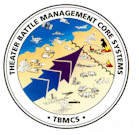 THEATER BATTLE MANAGEMENT CORE SYSTEMS
• TBMCS •